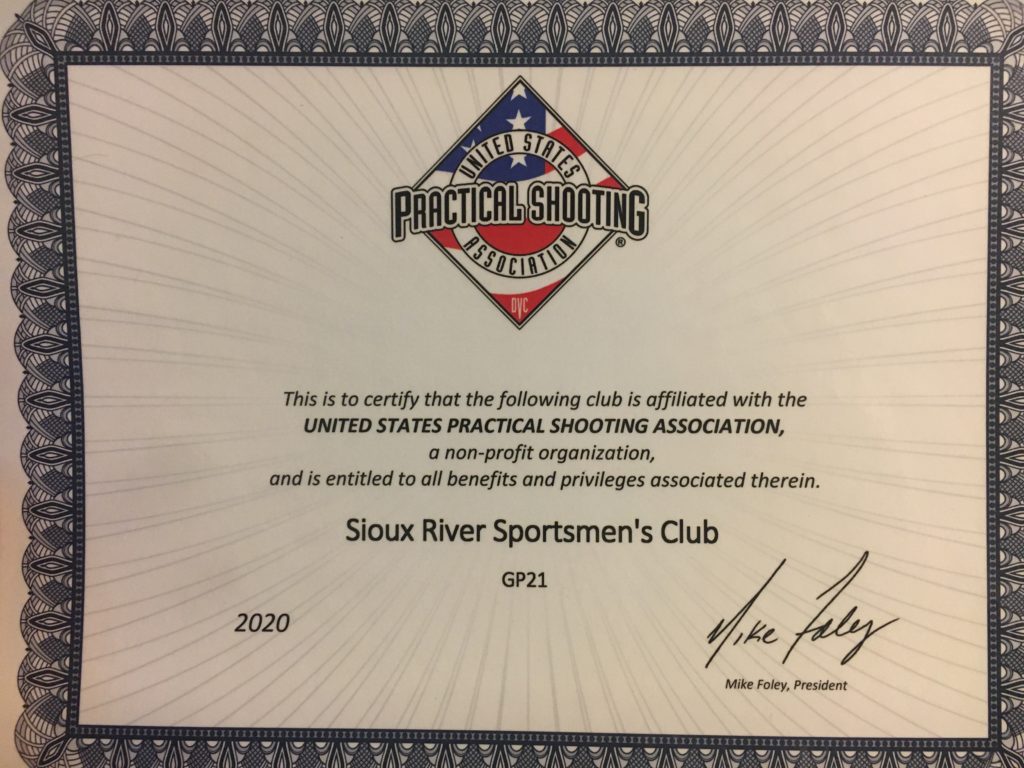 UNITED STATES
PRACTICAL SHOOTING
®
ASSOCIATION
DVC
This is to certify that the following club is affiliated with the
UNITED STATES PRACTICAL SHOOTING ASSOCIATION,
a non-profit organization,
and is entitled to all benefits and privileges associated therein.
Sioux River Sportsmen's Club
GP21
2020
Mike Foley
Mike Foley, President